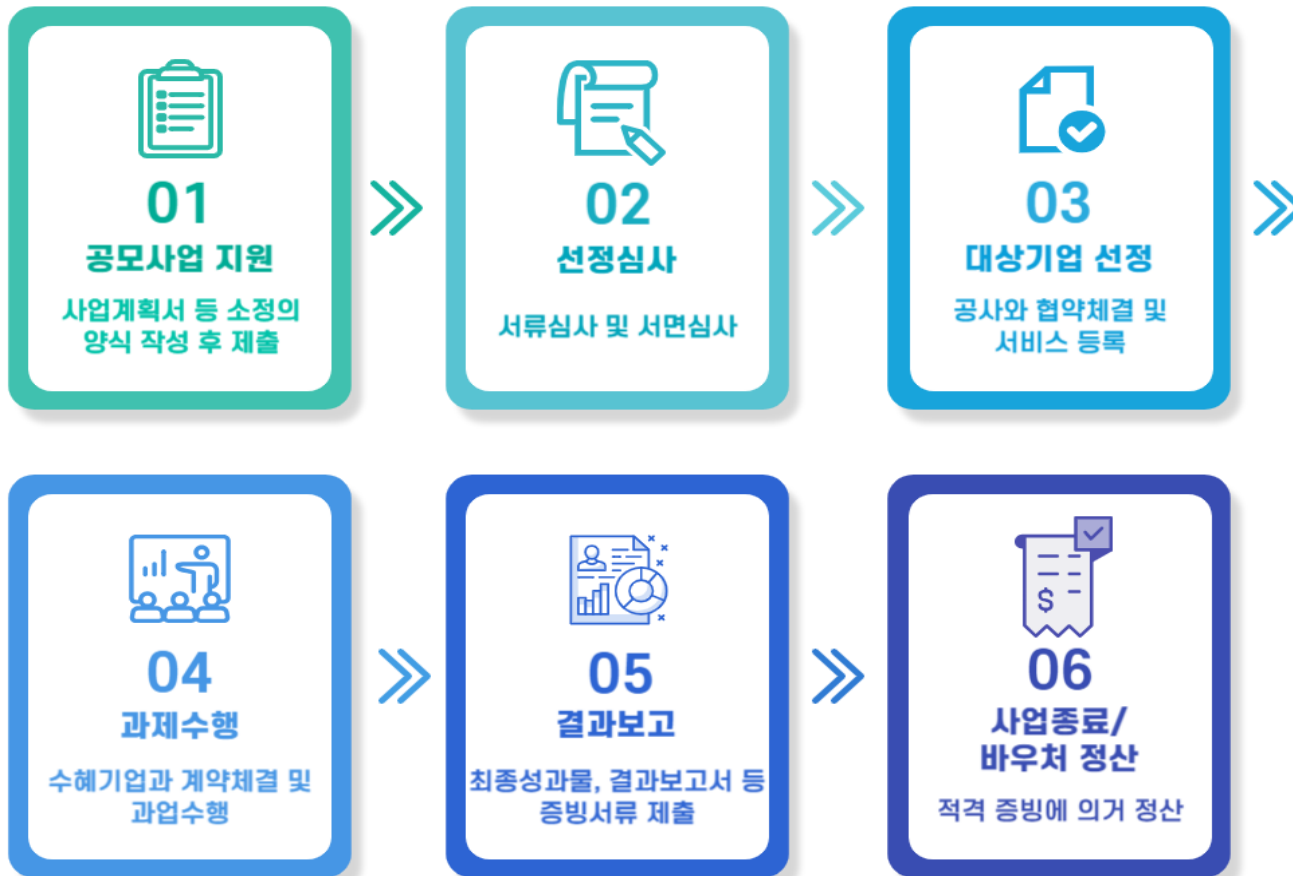 01
공모사업 지원
사업계획서 등 소정의
양식 작성 후 제출
02
선정심사
서류심사 및 서면심사
03
대상기업 선정
공사와 협약체결 및
서비스 등록
04
과제수행
수혜기업과 계약체결 및
과업수행
05
결과보고
최종성과물, 결과보고서 등
증빙서류 제출
$
06
사업종료/
바우처 정산
적격 증빙에 의거 정산